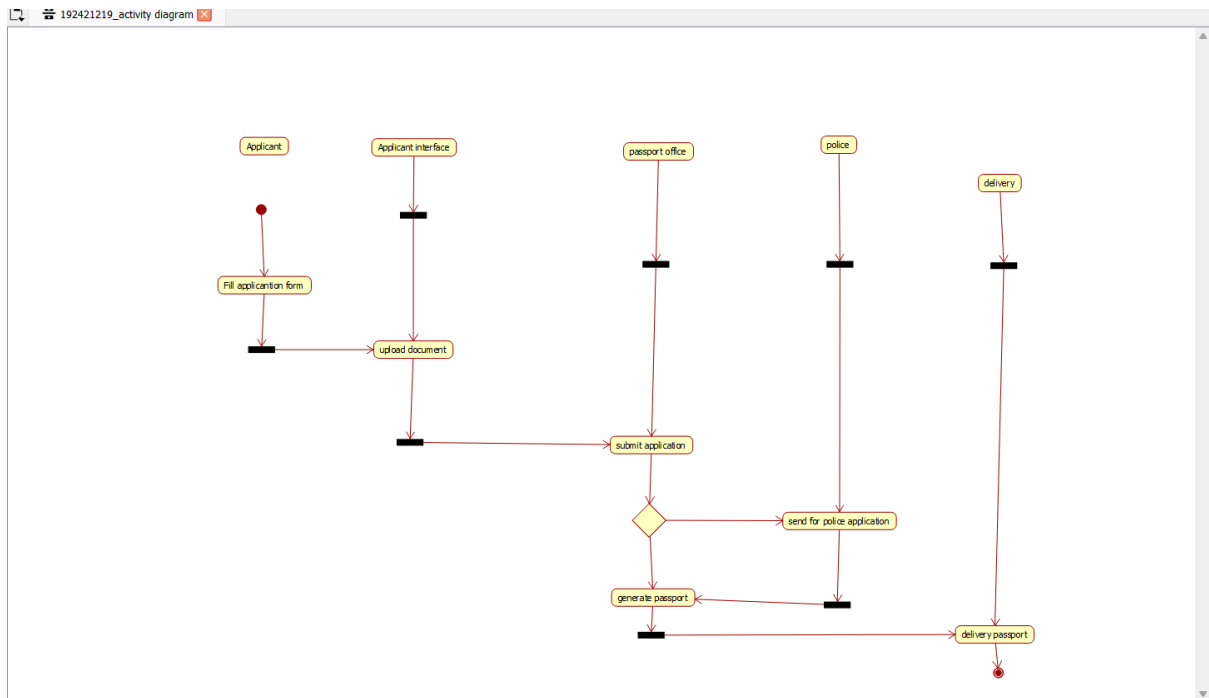 192421219_activity diagram
Applicant
Applicant interface
passport office
police
delivery
Fill applicantion form
upload document
submit application
send for police application
generate passport
delivery passport